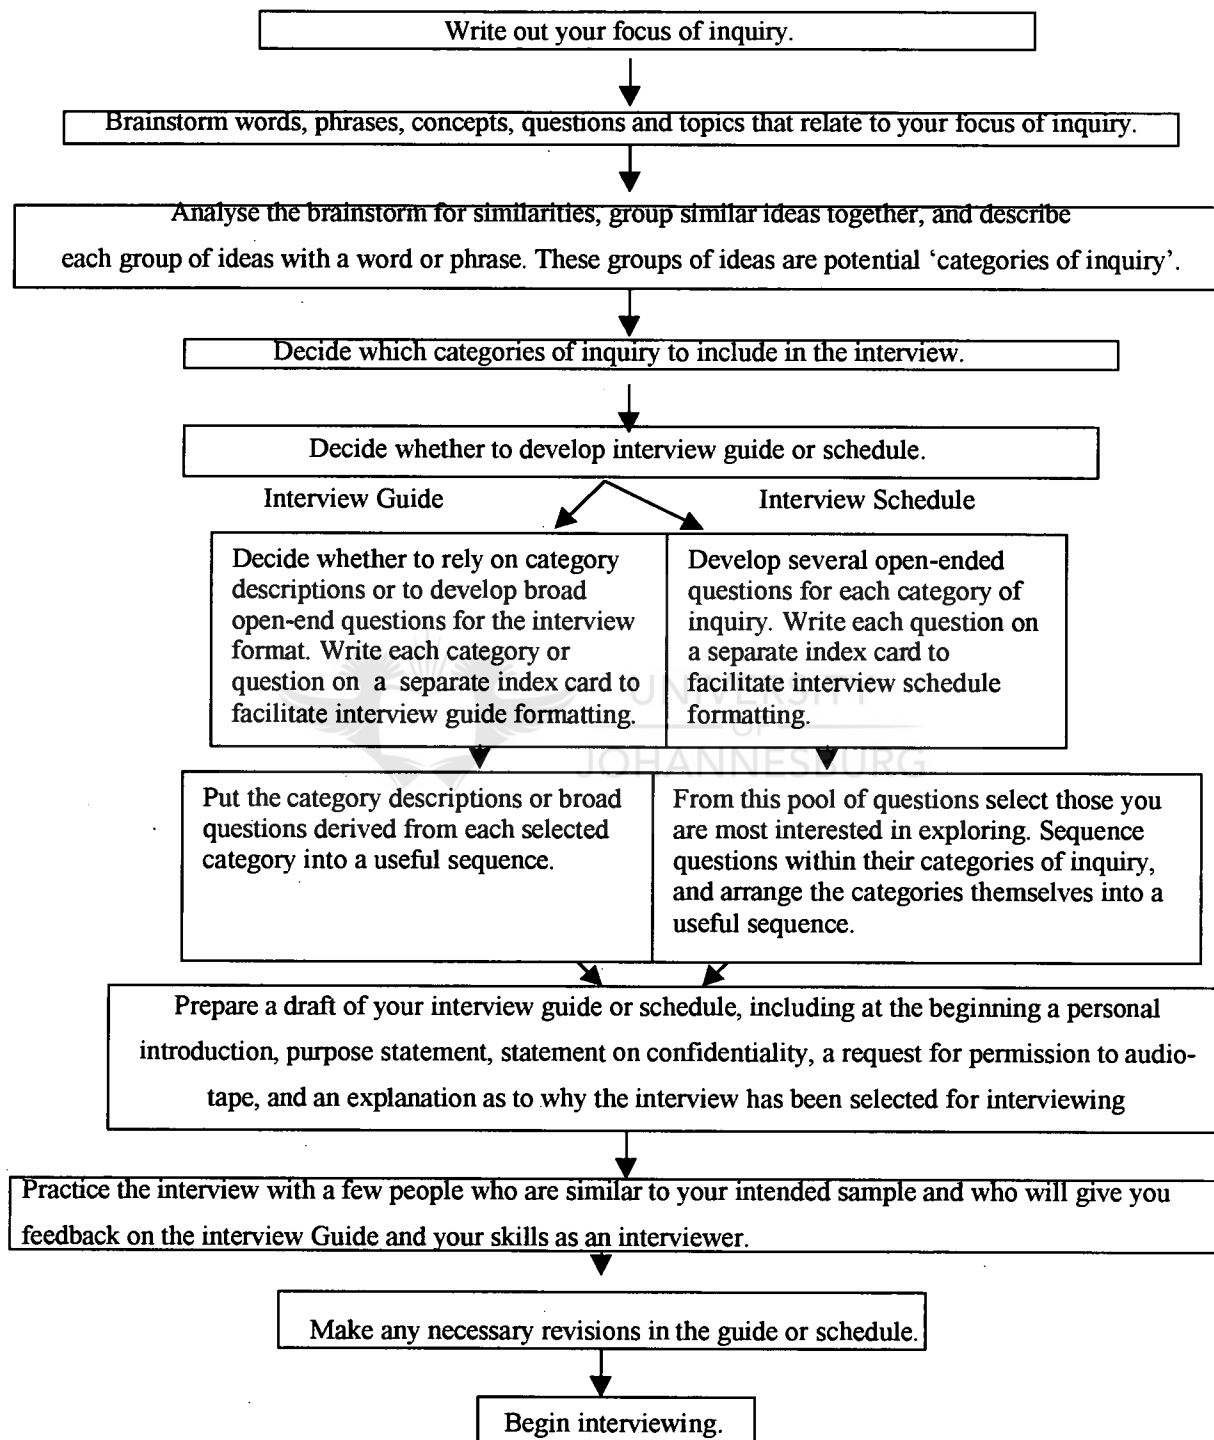 Write out your focus of inquiry.
Brainstorm words, phrases, concepts, questions and topics that relate to your focus of inquiry.
Analyse the brainstorm for similarities, group similar ideas together, and describe
each group of ideas with a word or phrase. These groups of ideas are potential ‘categories of inquiry’.
Decide which categories of inquiry to include in the interview.
Decide whether to develop interview guide or schedule.
Interview Guide
Interview Schedule
Decide whether to rely on category
descriptions or to develop broad
open-end questions for the interview
format. Write each category or
question on a separate index card to
facilitate interview guide formatting.
Develop several open-ended
questions for each category of
inquiry. Write each question on
a separate index card to
facilitate interview schedule
formatting.
UNIVERSITY
OF
JOHANNESBURG
Put the category descriptions or broad
questions derived from each selected
category into a useful sequence.
From this pool of questions select those you
are most interested in exploring. Sequence
questions within their categories of inquiry,
and arrange the categories themselves into a
useful sequence.
Prepare a draft of your interview guide or schedule, including at the beginning a personal
introduction, purpose statement, statement on confidentiality, a request for permission to audio-
tape, and an explanation as to why the interview has been selected for interviewing
Practice the interview with a few people who are similar to your intended sample and who will give you
feedback on the interview Guide and your skills as an interviewer.
Make any necessary revisions in the guide or schedule.
Begin interviewing.